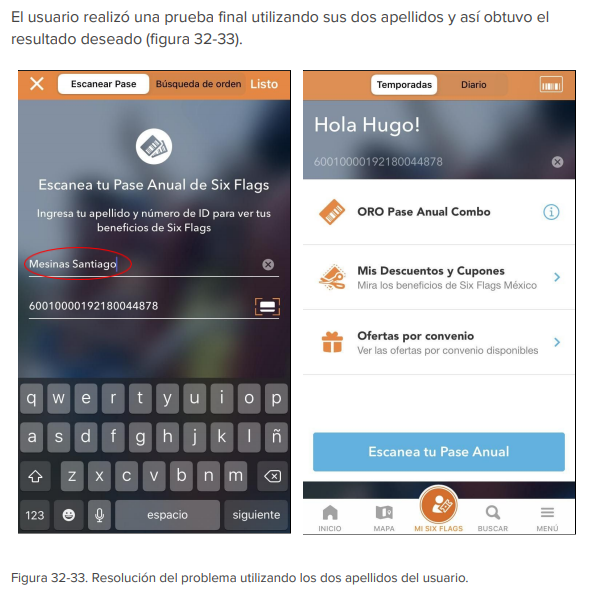 El usuario realizó una prueba final utilizando sus dos apellidos y así obtuvo el
resultado deseado (figura 32-33).
Escanear Pase
Búsqueda de orden
Listo
Escanea tu Pase Anual de Six Flags
Ingresa tu apellido y número de ID para ver tus
beneficios de Six Flags
Mesinas Santiago
60010000192180044878
q w e r t y u i o p
a s d f g h j k l ñ
z x c v b n m
123
espacio
siguiente
Temporadas
Diario
Hola Hugo!
60010000192180044878
ORO Pase Anual Combo
Mis Descuentos y Cupones
Mira los beneficios de Six Flags México
Ofertas por convenio
Ver las ofertas por convenio disponibles
Escanea tu Pase Anual
INICIO
MAPA
MI SIX FLAGS
BUSCAR
MENÚ
Figura 32-33. Resolución del problema utilizando los dos apellidos del usuario.